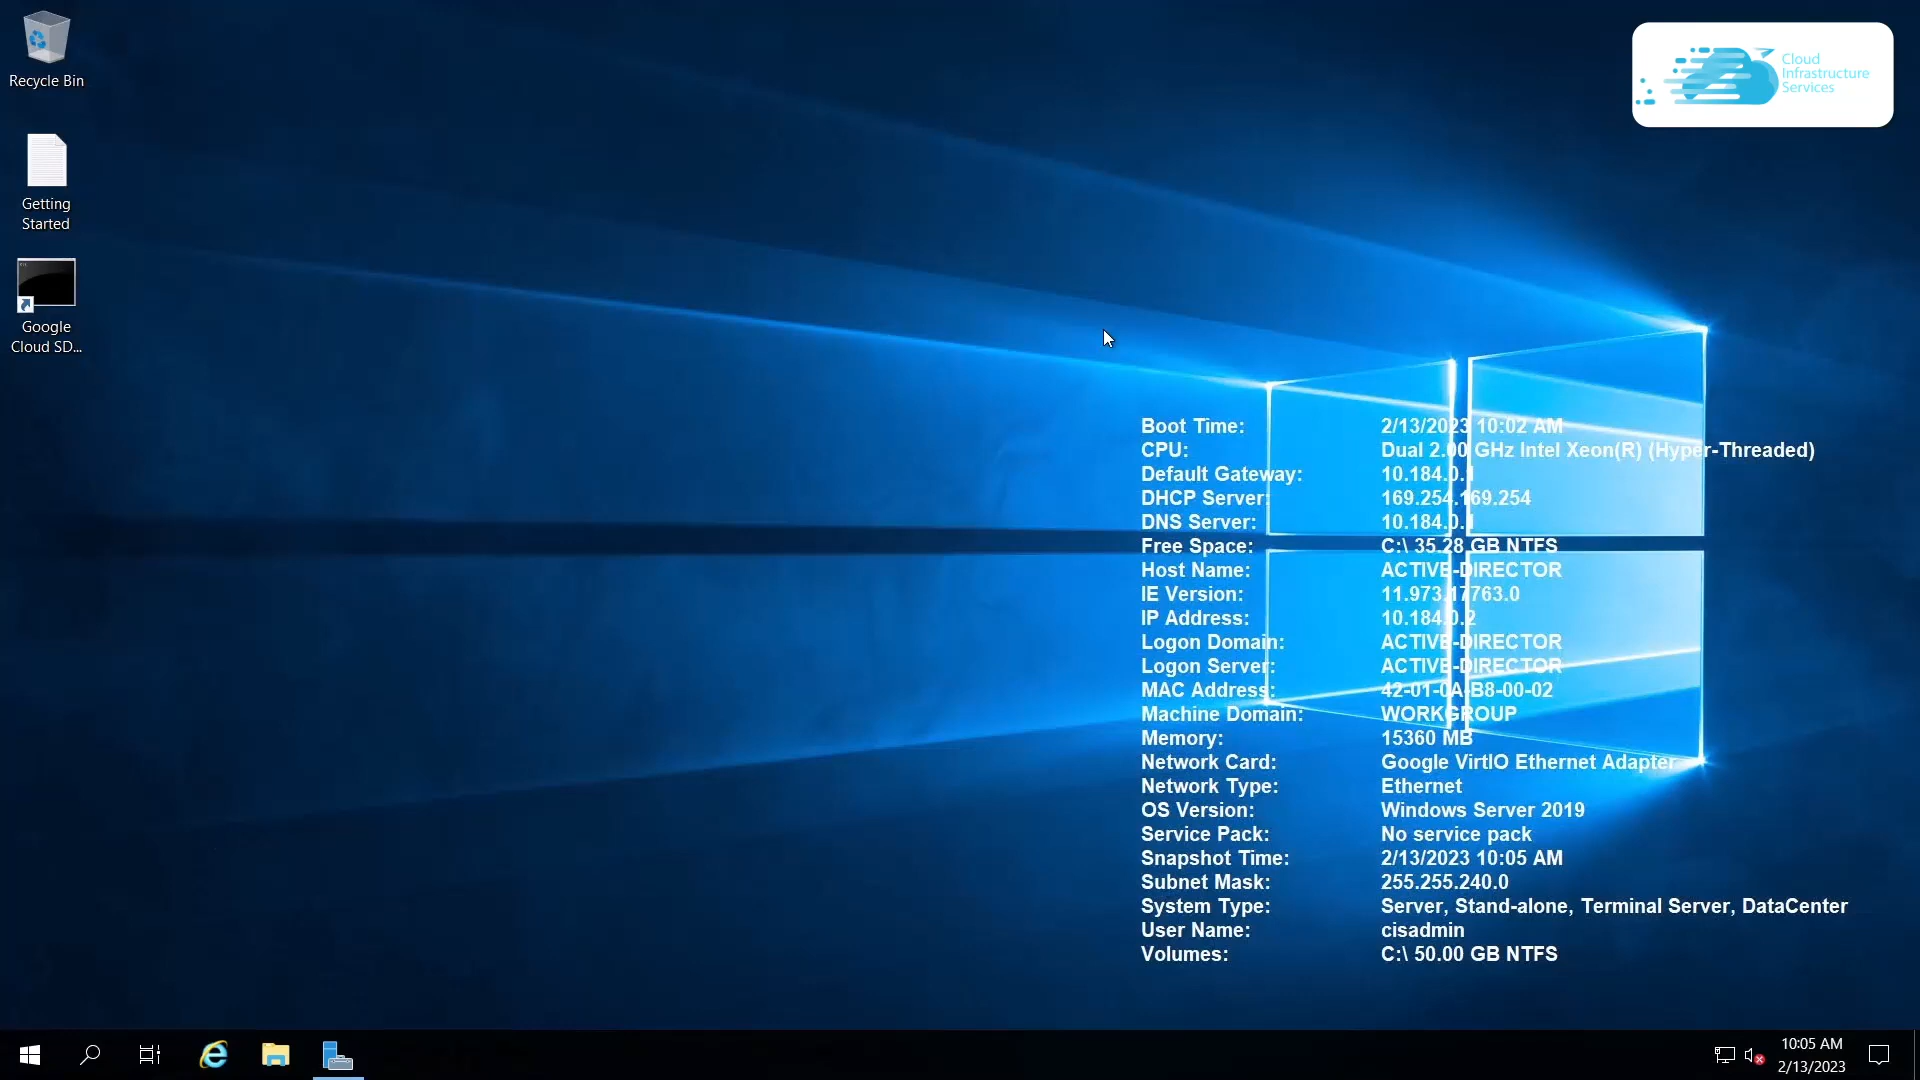 Recycle Bin
Getting
Started
Google
Cloud SD...
Cloud
Infrastructure
Services
Boot Time: 2/13/2023 10:02 AM
CPU: Dual 2.00 GHz Intel Xeon(R) (Hyper-Threaded)
Default Gateway: 10.184.0.1
DHCP Server: 169.254.169.254
DNS Server: 10.184.0.1
Free Space: C:\ 35.28 GB NTFS
Host Name: ACTIVE-DIRECTOR
IE Version: 11.973.17763.0
IP Address: 10.184.0.2
Logon Domain: ACTIVE-DIRECTOR
Logon Server: ACTIVE-DIRECTOR
MAC Address: 42-01-0A-B8-00-02
Machine Domain: WORKGROUP
Memory: 15360 MB
Network Card: Google VirtIO Ethernet Adapter
Network Type: Ethernet
OS Version: Windows Server 2019
Service Pack: No service pack
Snapshot Time: 2/13/2023 10:05 AM
Subnet Mask: 255.255.240.0
System Type: Server, Stand-alone, Terminal Server, DataCenter
User Name: cisadmin
Volumes: C:\ 50.00 GB NTFS
10:05 AM
2/13/2023